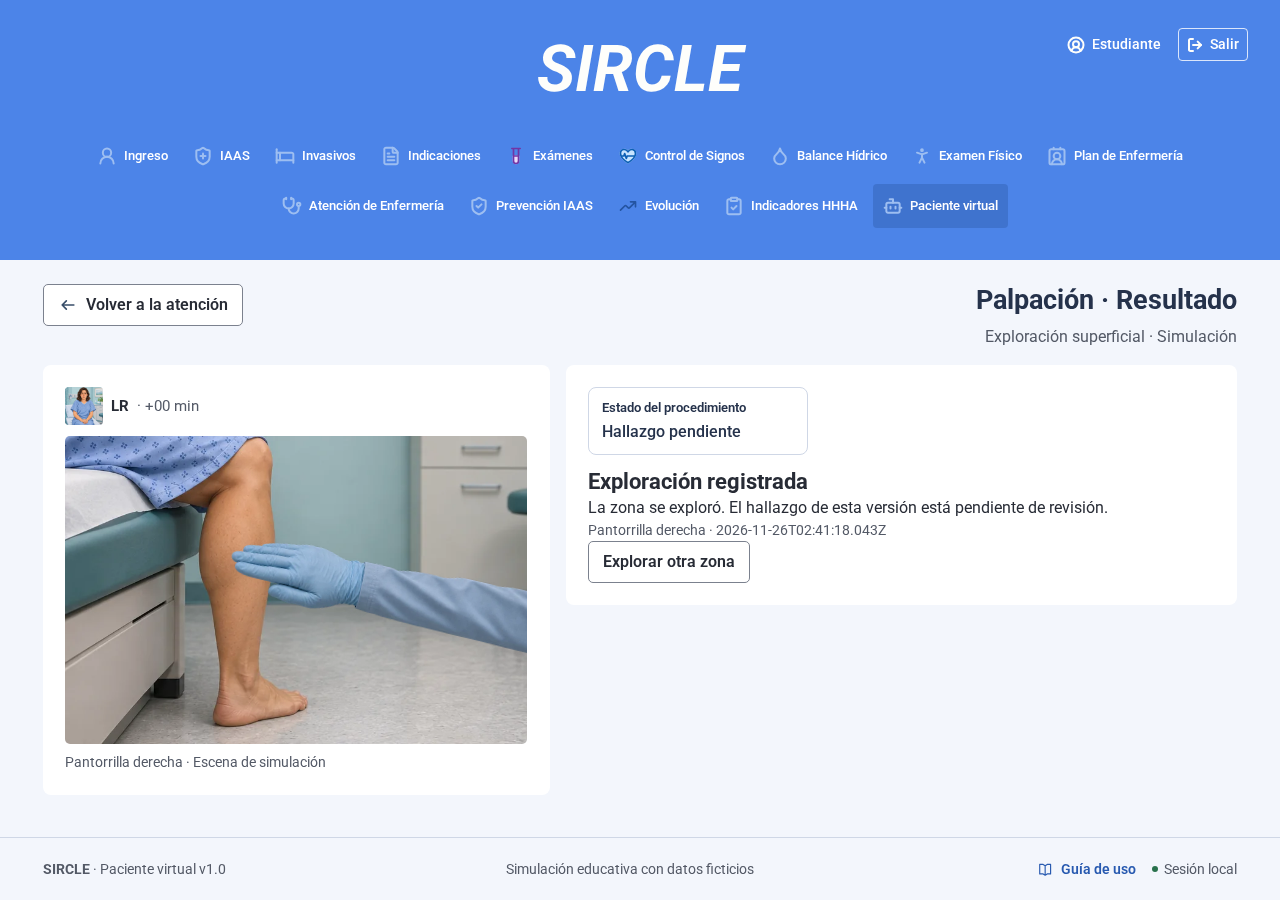 SIRCLE
Estudiante
Salir
Ingreso
IAAS
Invasivos
Indicaciones
Exámenes
Control de Signos
Balance Hídrico
Examen Físico
Plan de Enfermería
Atención de Enfermería
Prevención IAAS
Evolución
Indicadores HHHA
Paciente virtual
Volver a la atención
Palpación · Resultado
Exploración superficial · Simulación
LR · +00 min
Pantorrilla derecha · Escena de simulación
Estado del procedimiento
Hallazgo pendiente
Exploración registrada
La zona se exploró. El hallazgo de esta versión está pendiente de revisión.
Pantorrilla derecha · 2026-11-26T02:41:18.043Z
Explorar otra zona
SIRCLE · Paciente virtual v1.0
Simulación educativa con datos ficticios
Guía de uso
Sesión local